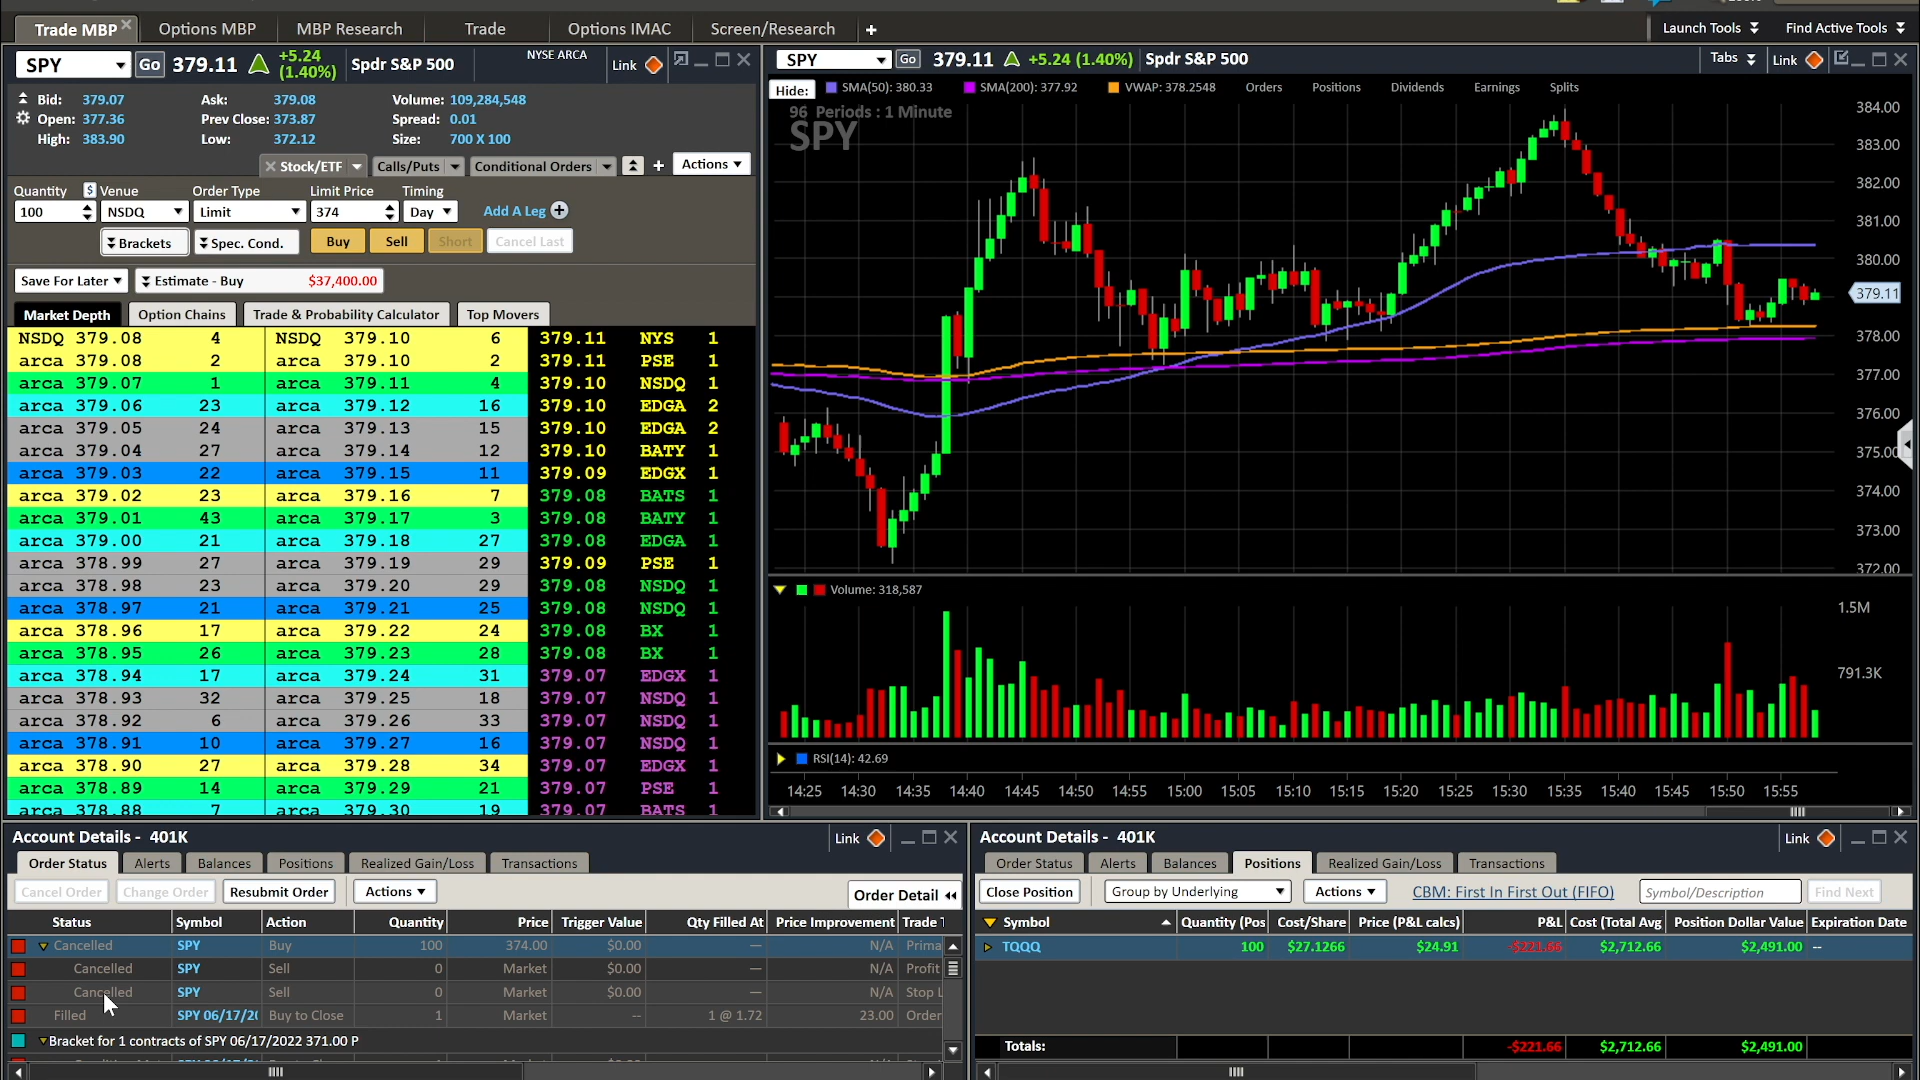 Trade MBP
Options MBP
MBP Research
Trade
Options IMAC
Screen/Research
Launch Tools
Find Active Tools
SPY
Go
379.11
+5.24
(1.40%)
Spdr S&P 500
NYSE ARCA
Link
Bid: 379.07 Ask: 379.08 Volume: 109,284,548
Open: 377.36 Prev Close: 373.87 Spread: 0.01
High: 383.90 Low: 372.12 Size: 700 X 100
Stock/ETF Calls/Puts Conditional Orders + Actions
Quantity $ Venue Order Type Limit Price Timing
100 NSDQ Limit 374 Day Add A Leg
Brackets Spec. Cond. Buy Sell Short Cancel Last
Save For Later Estimate - Buy $37,400.00
Market Depth Option Chains Trade & Probability Calculator Top Movers
NSDQ 379.08 4 NSDQ 379.10 6 379.11 NYS 1
arca 379.08 2 arca 379.10 2 379.11 PSE 1
arca 379.07 1 arca 379.11 4 379.10 NSDQ 1
arca 379.06 23 arca 379.12 16 379.10 EDGA 2
arca 379.05 24 arca 379.13 15 379.10 EDGA 2
arca 379.04 27 arca 379.14 12 379.10 BATY 1
arca 379.03 22 arca 379.15 11 379.09 EDGX 1
arca 379.02 23 arca 379.16 7 379.08 BATS 1
arca 379.01 43 arca 379.17 3 379.08 BATY 1
arca 379.00 21 arca 379.18 27 379.08 EDGA 1
arca 378.99 27 arca 379.19 29 379.09 PSE 1
arca 378.98 23 arca 379.20 29 379.08 NSDQ 1
arca 378.97 21 arca 379.21 25 379.08 NSDQ 1
arca 378.96 17 arca 379.22 24 379.08 BX 1
arca 378.95 26 arca 379.23 28 379.08 BX 1
arca 378.94 17 arca 379.24 31 379.07 EDGX 1
arca 378.93 32 arca 379.25 18 379.07 NSDQ 1
arca 378.92 6 arca 379.26 33 379.07 NSDQ 1
arca 378.91 10 arca 379.27 16 379.07 NSDQ 1
arca 378.90 27 arca 379.28 34 379.07 EDGX 1
arca 378.89 14 arca 379.29 21 379.07 PSE 1
arca 378.88 7 arca 379.30 19 379.07 BATS 1
SPY Go 379.11 +5.24 (1.40%) Spdr S&P 500 Tabs Link
Hide: SMA(50): 380.33 SMA(200): 377.92 VWAP: 378.2548 Orders Positions Dividends Earnings Splits
96 Periods : 1 Minute
SPY
384.00
383.00
382.00
381.00
380.00
379.11
378.00
377.00
376.00
375.00
374.00
373.00
372.00
Volume: 318,587
1.5M
791.3K
RSI(14): 42.69
14:25 14:30 14:35 14:40 14:45 14:50 14:55 15:00 15:05 15:10 15:15 15:20 15:25 15:30 15:35 15:40 15:45 15:50 15:55
Account Details - 401K Link
Order Status Alerts Balances Positions Realized Gain/Loss Transactions
Cancel Order Change Order Resubmit Order Actions Order Detail
Status Symbol Action Quantity Price Trigger Value Qty Filled At Price Improvement Trade T
Cancelled SPY Buy 100 374.00 $0.00 — N/A Prima
Cancelled SPY Sell 0 Market $0.00 — N/A Profit
Cancelled SPY Sell 0 Market $0.00 — N/A Stop L
Filled SPY 06/17/20 Buy to Close 1 Market -- 1 @ 1.72 23.00 Order
Bracket for 1 contracts of SPY 06/17/2022 371.00 P
Account Details - 401K Link
Order Status Alerts Balances Positions Realized Gain/Loss Transactions
Close Position Group by Underlying Actions CBM: First In First Out (FIFO) Symbol/Description Find Next
Symbol Quantity (Pos Cost/Share Price (P&L calcs) P&L Cost (Total Avg Position Dollar Value Expiration Date
TQQQ 100 $27.1266 $24.91 -$221.66 $2,712.66 $2,491.00 --
Totals: -$221.66 $2,712.66 $2,491.00